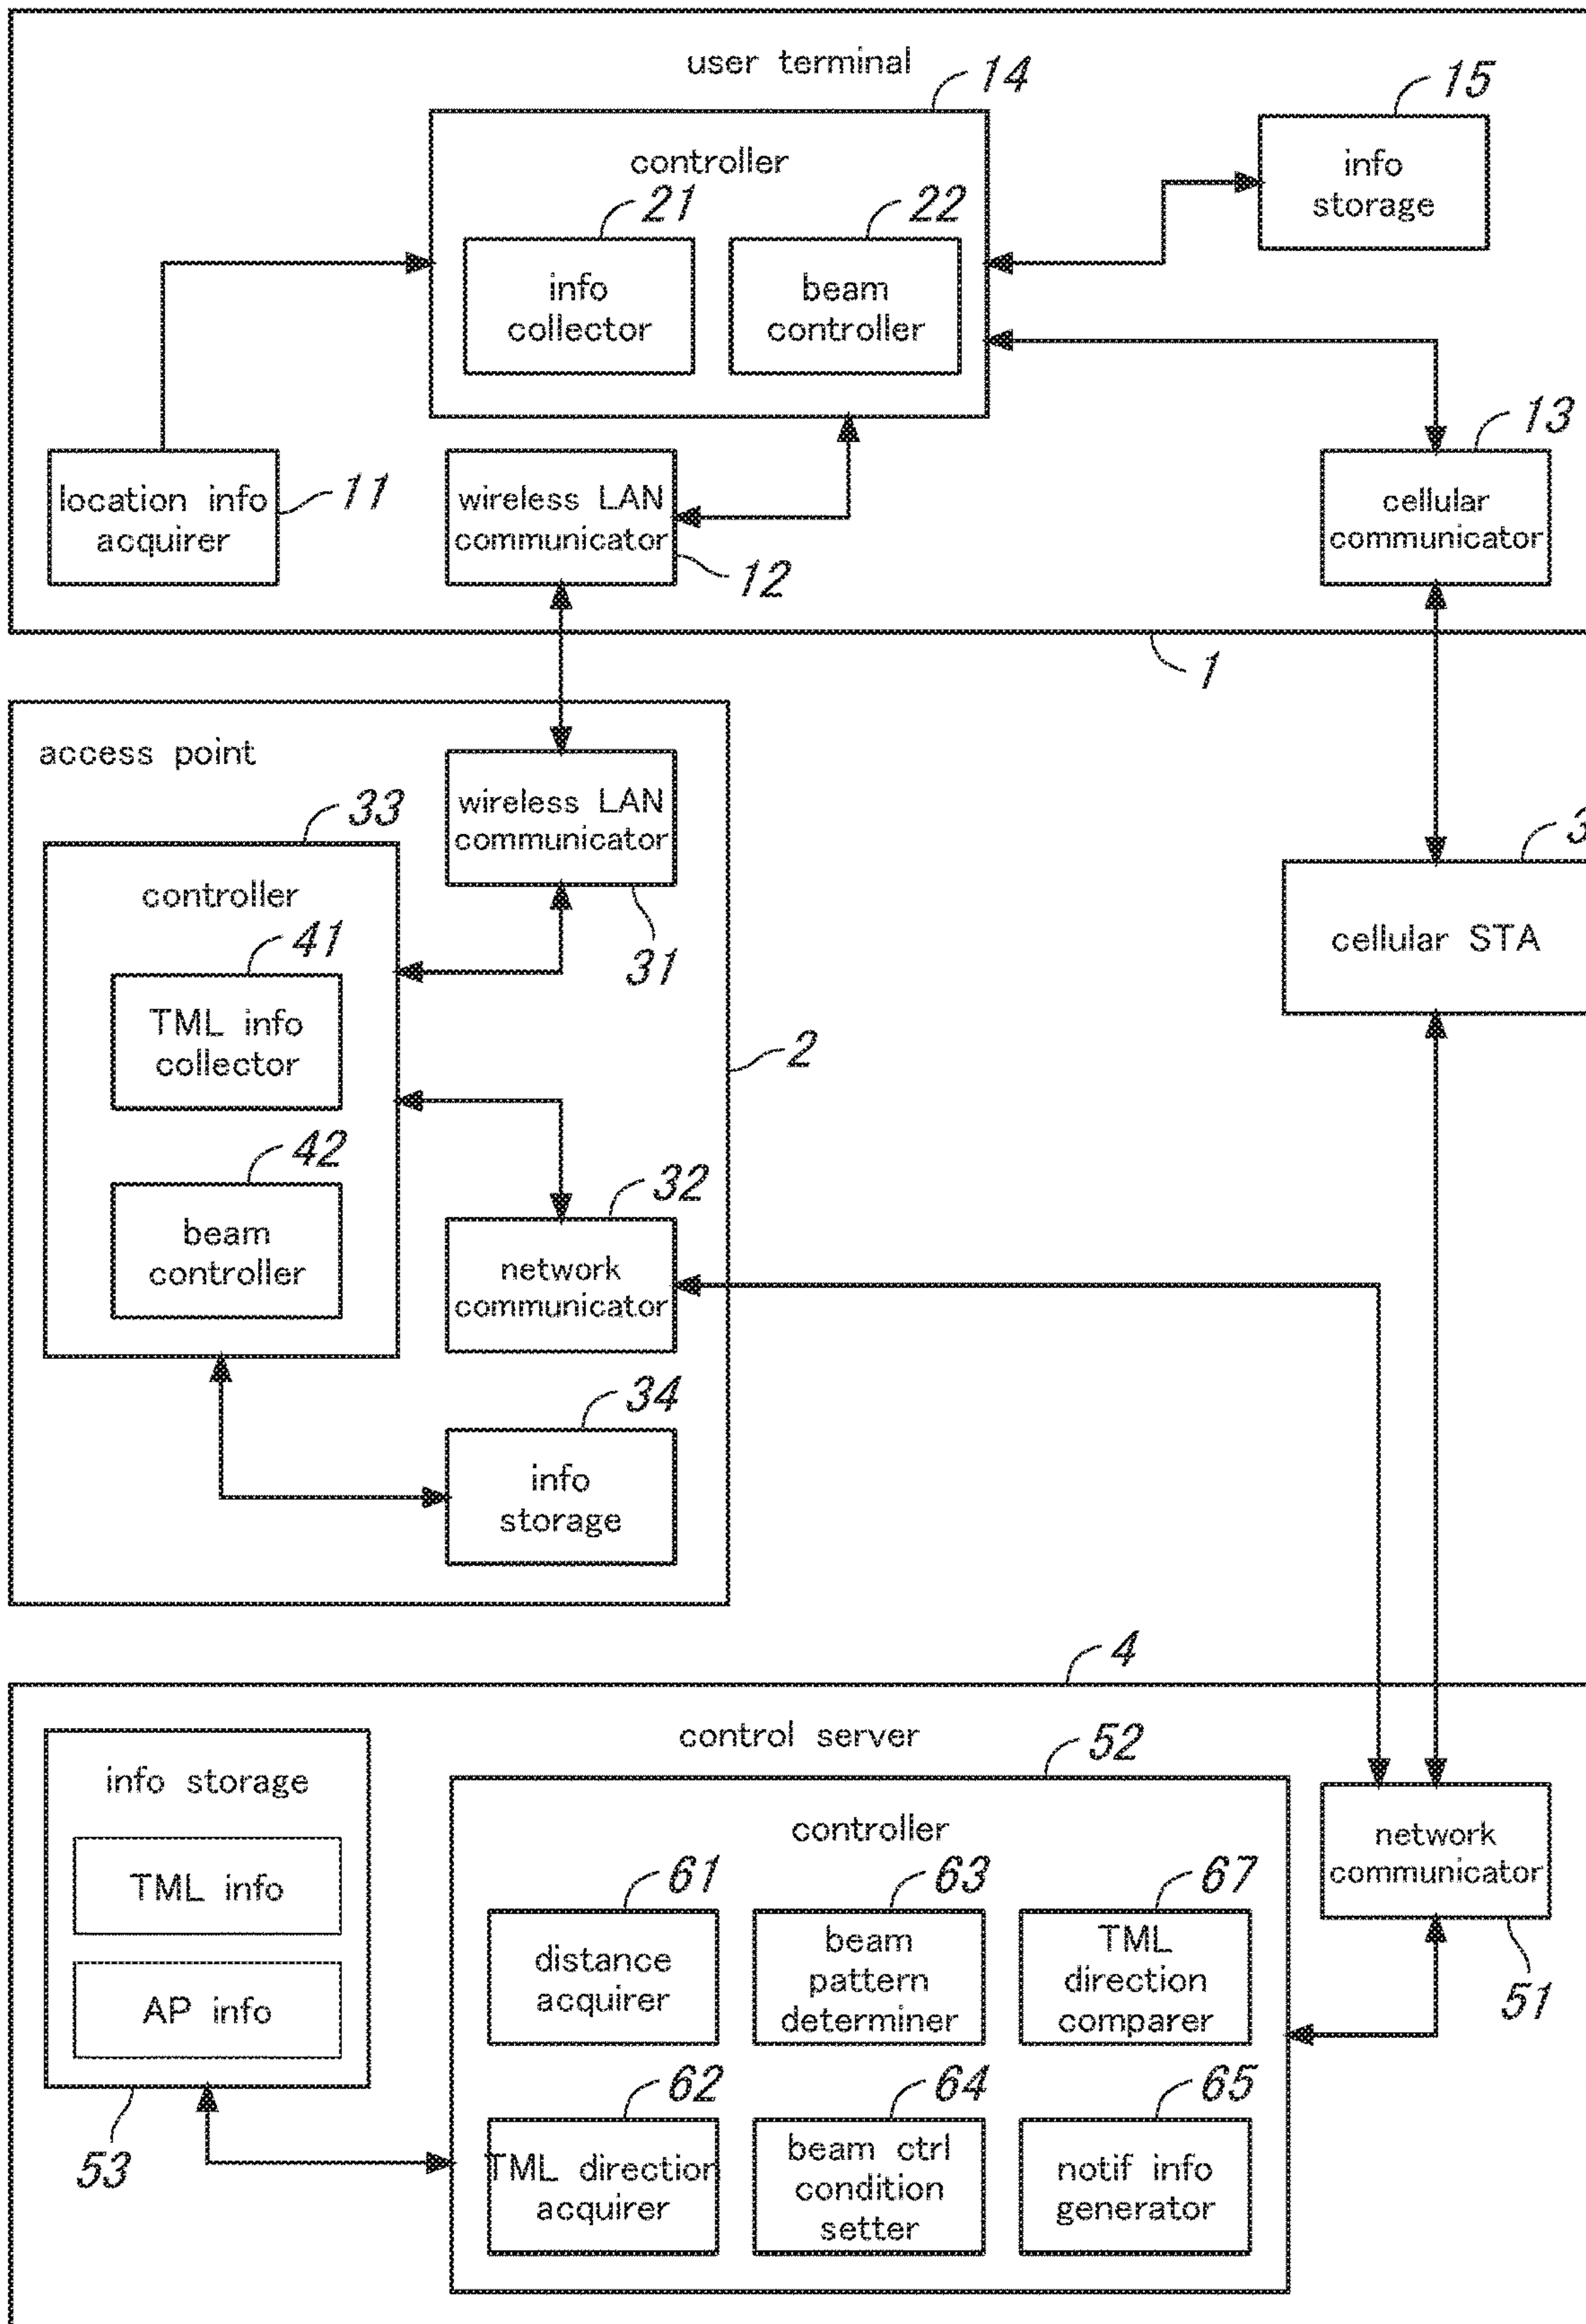 user terminal
14
15
controller
info
storage
21
22
info
collector
beam
controller
13
location info
acquirer
11
wireless LAN
communicator
12
cellular
communicator
1
access point
wireless LAN
communicator
33
3
controller
31
cellular STA
41
TML info
collector
2
42
beam
controller
32
network
communicator
34
info
storage
4
control server
52
info storage
TML info
AP info
53
controller
network
communicator
51
61
63
67
distance
acquirer
beam
pattern
determiner
TML
direction
comparer
62
64
65
TML direction
acquirer
beam ctrl
condition
setter
notif info
generator